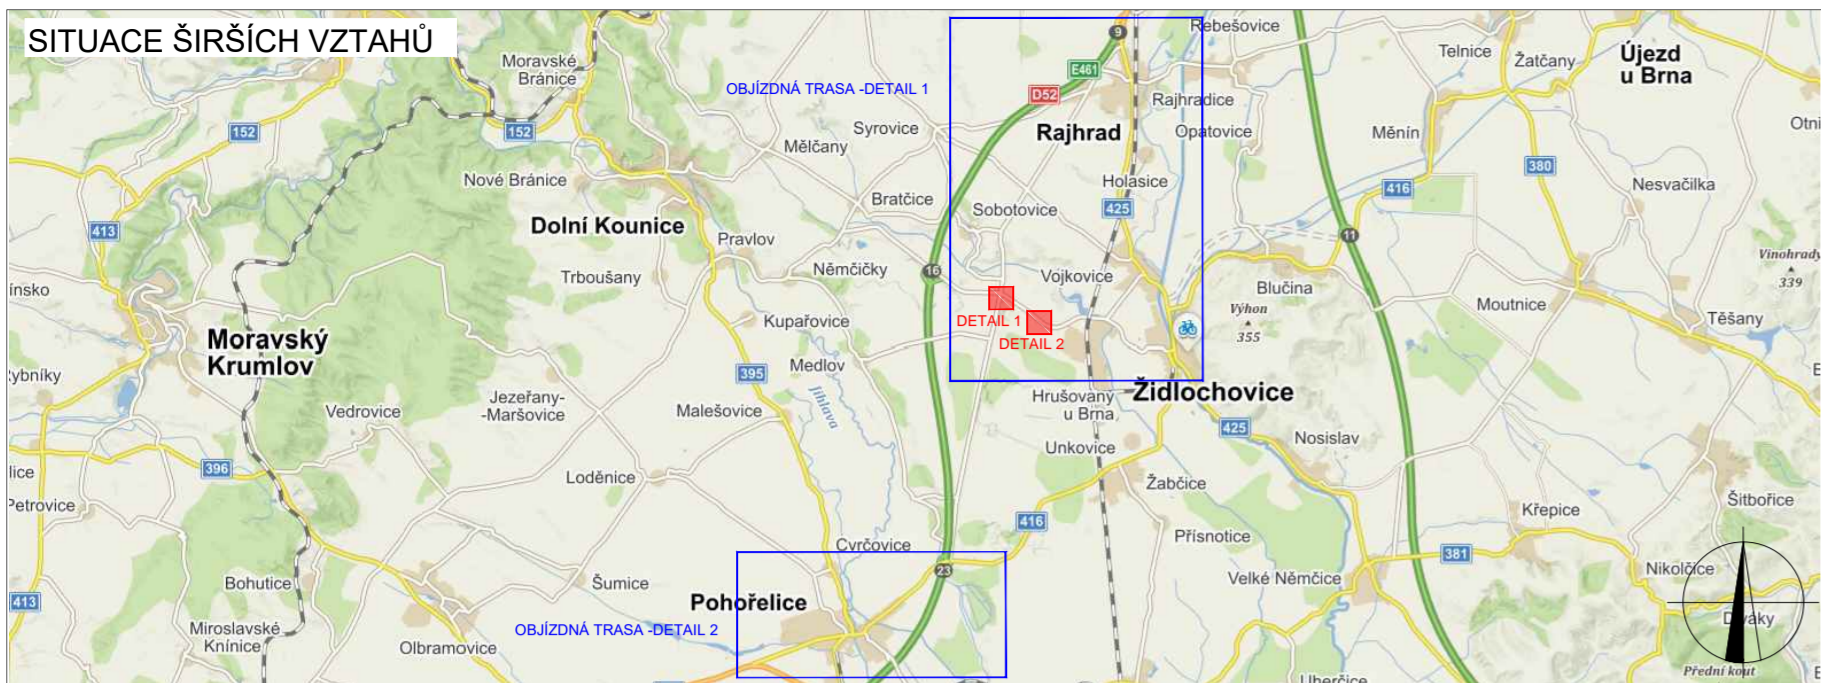 SITUACE ŠIRŠÍCH VZTAHŮ
9
Rebešovice
Telnice
Žatčany
Újezd
u Brna
Moravské
Bránice
E461
OBJÍZDNÁ TRASA -DETAIL 1
D52
Rajhradice
152
152
Syrovice
Rajhrad
Opatovice
Měnín
Otni
Mělčany
380
Nové Bránice
Holasice
416
Nesvačilka
Bratčice
Sobotovice
425
413
Dolní Kounice
Pravlov
11
Vinohrady
339
Trboušany
Němčičky
16
Vojkovice
ínsko
Blučina
Moutnice
Výhon
355
Kupařovice
DETAIL 1
Těšany
DETAIL 2
Moravský
Krumlov
Medlov
Rybníky
395
Jihlava
Židlochovice
Jezeřany-
-Maršovice
Hrušovany
u Brna
Vedrovice
Malešovice
425
Nosislav
Unkovice
396
lice
Loděnice
Žabčice
Šitbořice
Petrovice
Křepice
416
Přísnotice
Cvrčovice
381
23
Nikolčice
Bohutice
Šumice
Velké Němčice
413
Pohořelice
Diváky
OBJÍZDNÁ TRASA -DETAIL 2
Miroslavské
Knínice
Olbramovice
Přední kout
Uherčice